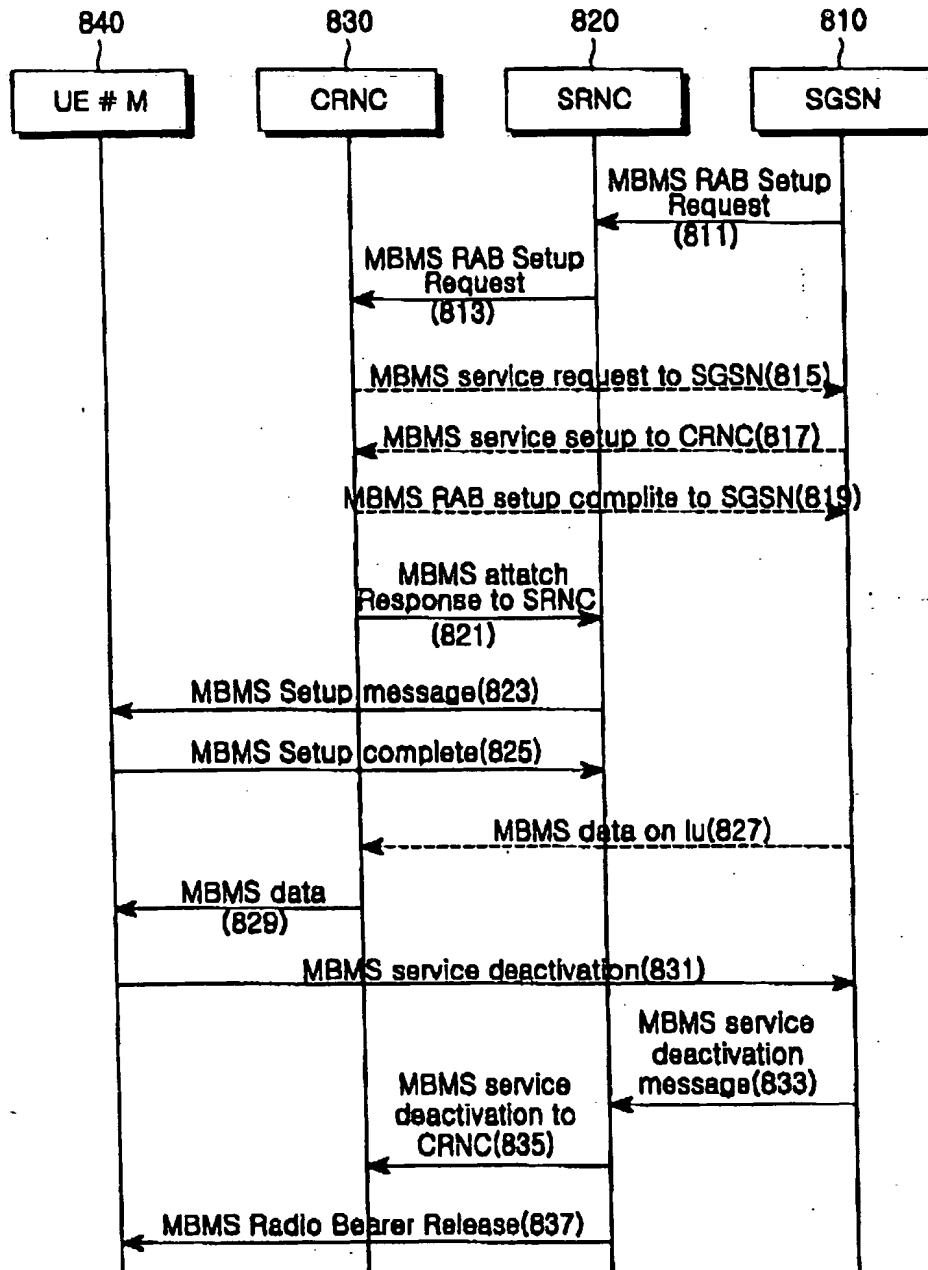 840
830
820
810
UE # M
CRNC
SRNC
SGSN
MBMS RAB Setup
Request
(811)
MBMS RAB Setup
Request
(813)
MBMS service request to SGSN(815)
MBMS service setup to CRNC(817)
MBMS RAB setup complite to SGSN(819)
MBMS attatch
Response to SRNC
(821)
MBMS Setup message(823)
MBMS Setup complete(825)
MBMS data on Iu(827)
MBMS data
(829)
MBMS service deactivation(831)
MBMS service
deactivation
message(833)
MBMS service
deactivation to
CRNC(835)
MBMS Radio Bearer Release(837)